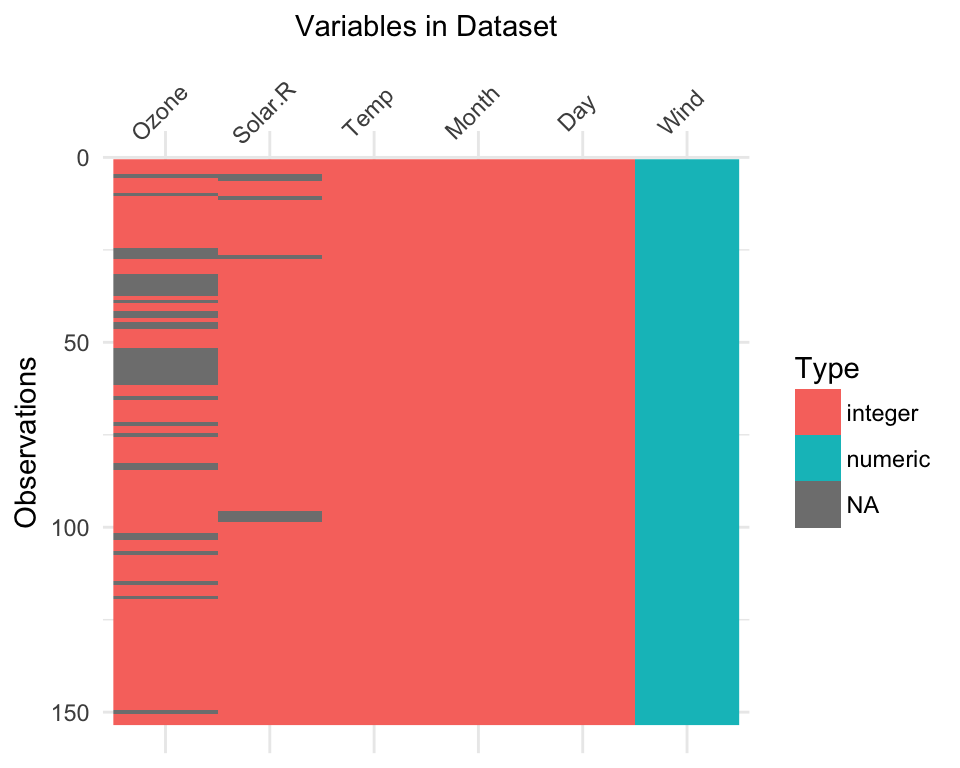 Variables in Dataset
Ozone
Solar.R
Temp
Month
Day
Wind
0
50
100
150
Observations
Type
integer
numeric
NA